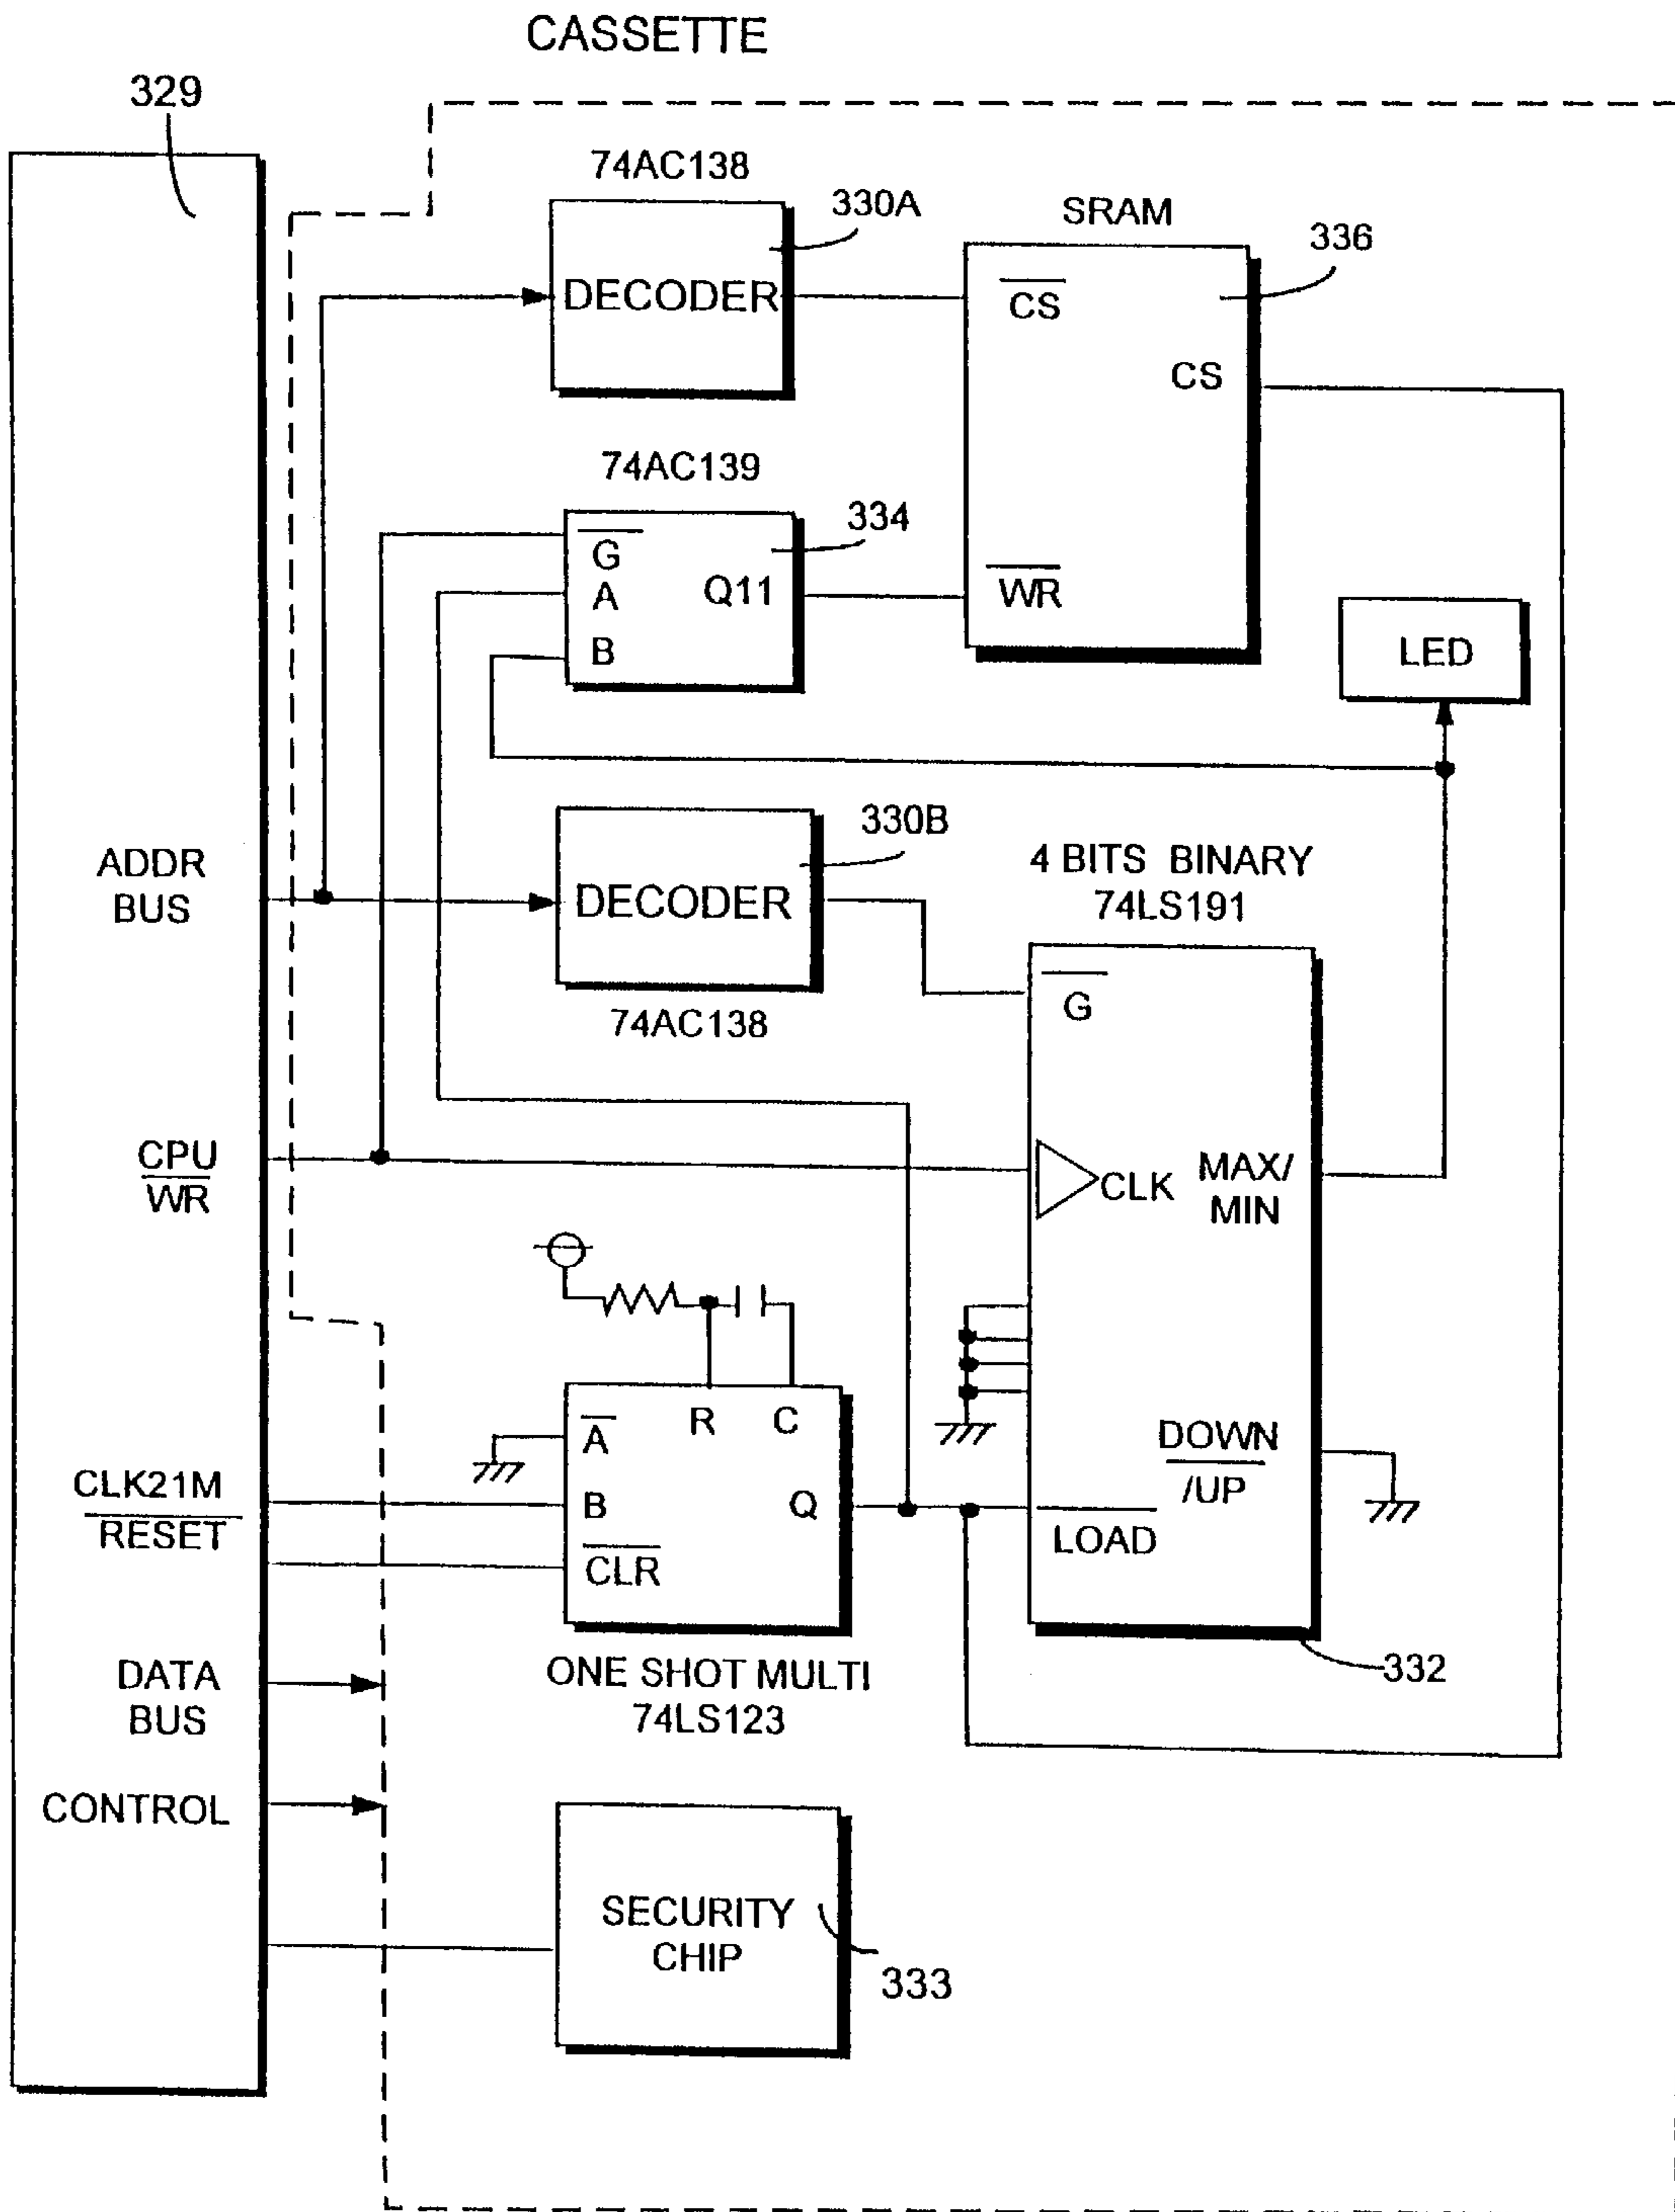 CASSETTE
329
74AC138
330A
DECODER
SRAM
336
CS
CS
WR
74AC139
334
G
A
B
Q11
LED
ADDR
BUS
330B
DECODER
74AC138
4 BITS BINARY
74LS191
G
CLK
MAX/
MIN
DOWN
/UP
LOAD
332
CPU
WR
R
C
A
B
Q
CLR
CLK21M
RESET
ONE SHOT MULTI
74LS123
DATA
BUS
CONTROL
SECURITY
CHIP
333